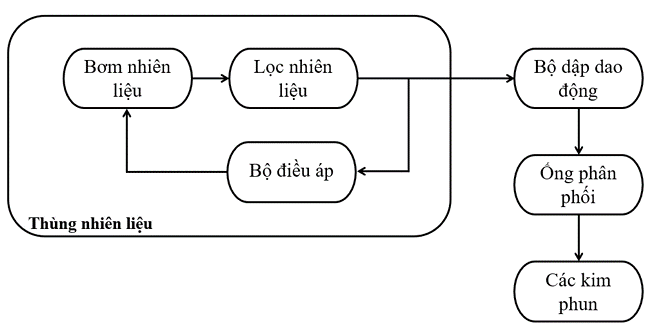 Bơm nhiên
liệu
Lọc nhiên
liệu
Bộ dập dao
động
Bộ điều áp
Ống phân
phối
Thùng nhiên liệu
Các kim
phun